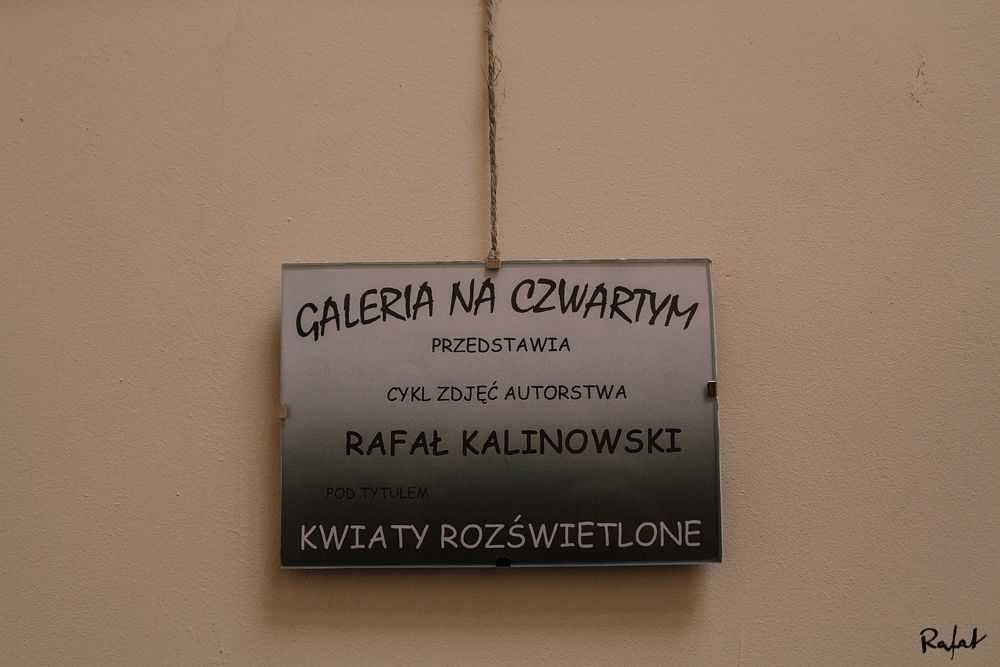 GALERIA NA CZWARTYM
PRZEDSTAWIA
CYKL ZDJĘĆ AUTORSTWA
RAFAŁ KALINOWSKI
POD TYTUŁEM
KWIATY ROZŚWIETLONE
Rafał